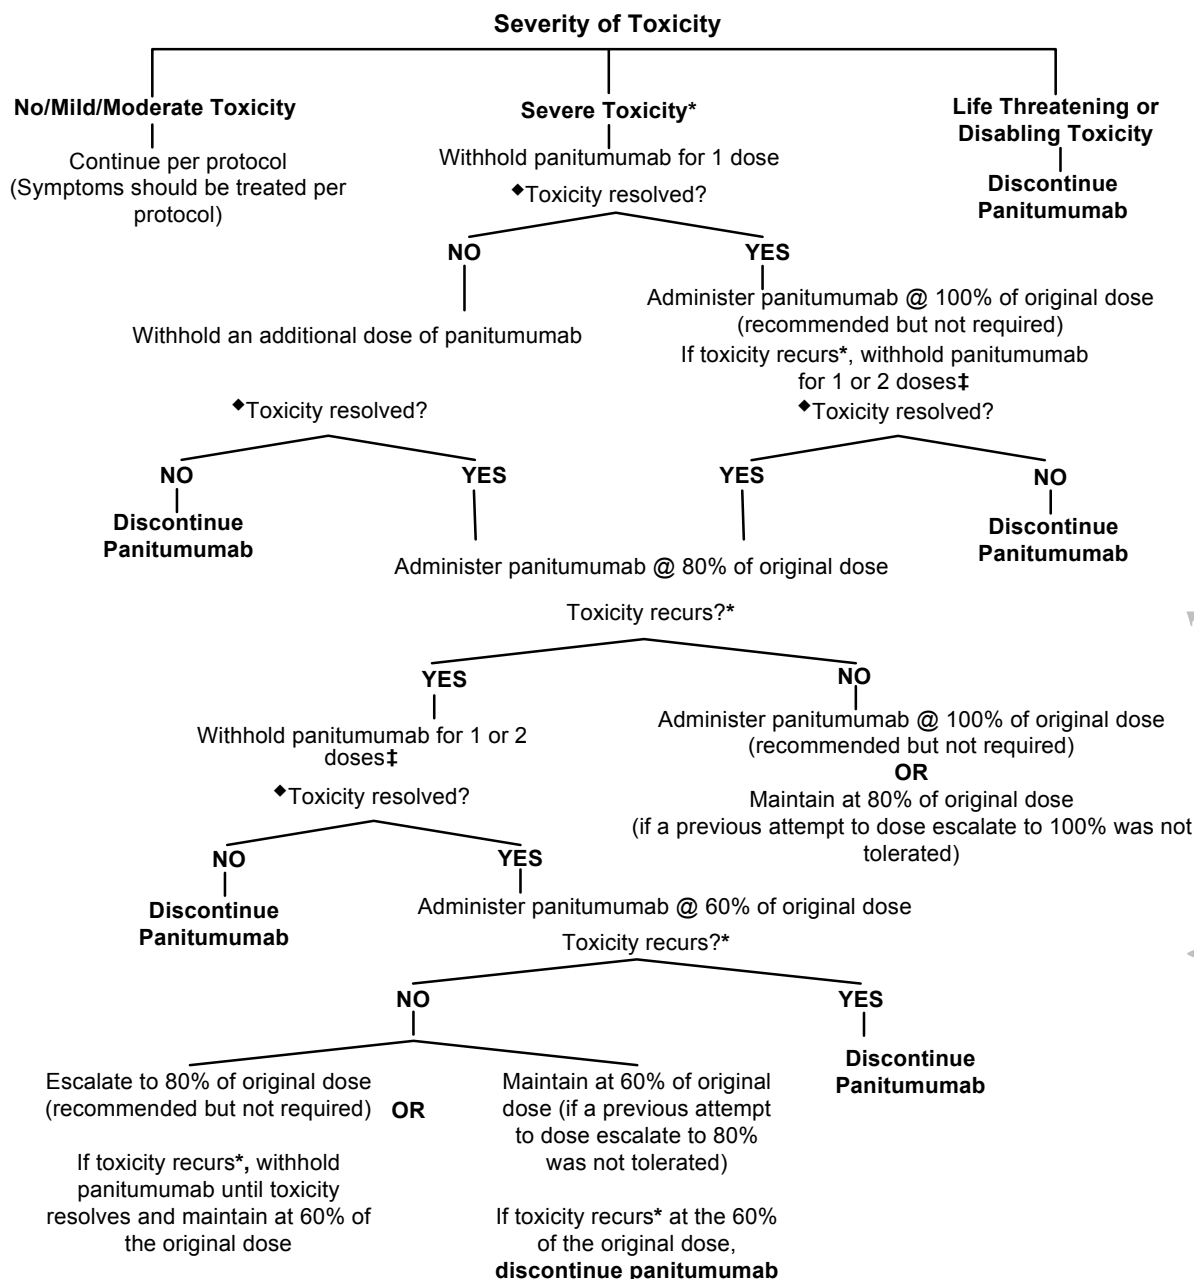 Severity of Toxicity
No/Mild/Moderate Toxicity
Continue per protocol
(Symptoms should be treated per
protocol)
Severe Toxicity*
Withhold panitumumab for 1 dose
◆Toxicity resolved?
Life Threatening or
Disabling Toxicity
Discontinue
Panitumumab
NO
Withhold an additional dose of panitumumab
YES
Administer panitumumab @ 100% of original dose
(recommended but not required)
If toxicity recurs*, withhold panitumumab
for 1 or 2 doses‡
◆Toxicity resolved?
NO
Discontinue
Panitumumab
YES
◆Toxicity resolved?
YES
NO
Discontinue
Panitumumab
Administer panitumumab @ 80% of original dose
Toxicity recurs?*
YES
Withhold panitumumab for 1 or 2
doses‡
◆Toxicity resolved?
NO
Administer panitumumab @ 100% of original dose
(recommended but not required)
OR
Maintain at 80% of original dose
(if a previous attempt to dose escalate to 100% was not
tolerated)
NO
Discontinue
Panitumumab
YES
Administer panitumumab @ 60% of original dose
Toxicity recurs?*
NO
YES
Discontinue
Panitumumab
Escalate to 80% of original dose
(recommended but not required)
If toxicity recurs*, withhold
panitumumab until toxicity
resolves and maintain at 60% of
the original dose
OR
Maintain at 60% of original
dose (if a previous attempt
to dose escalate to 80%
was not tolerated)
If toxicity recurs* at the 60%
of the original dose,
discontinue panitumumab